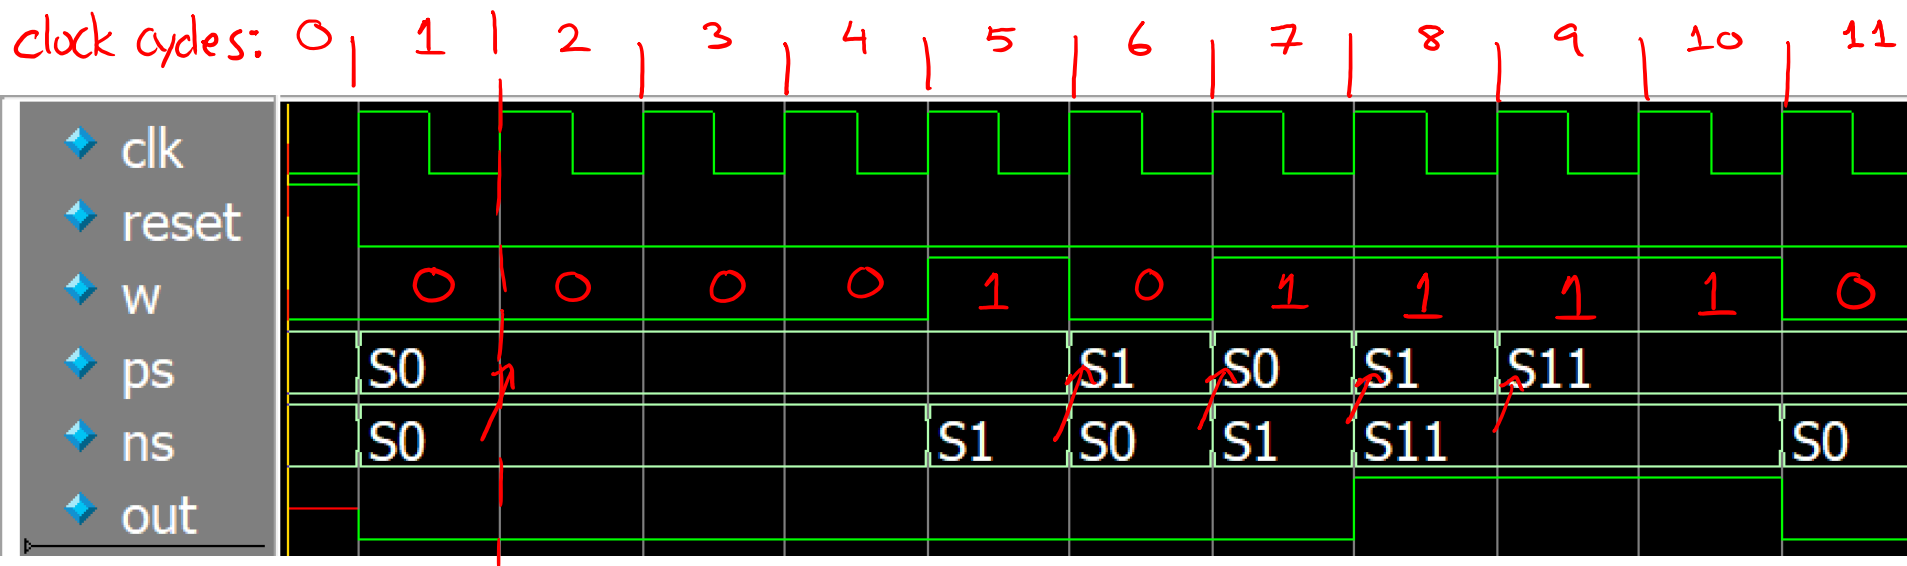 clock cycles: 0 1 2 3 4 5 6 7 8 9 10 11
clk
reset
w 0 0 0 0 1 0 1 1 1 1 0
ps S0 S1 S0 S1 S11
ns S0 S1 S0 S1 S11 S0
out